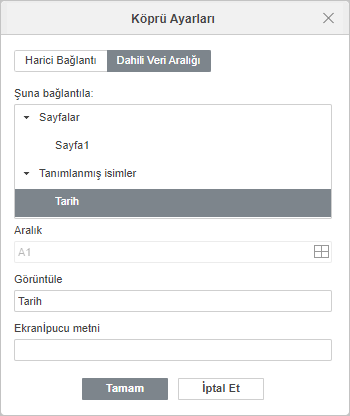 Köprü Ayarları
Harici Bağlantı
Dahili Veri Aralığı
Şuna bağlantıla:
Sayfalar
Sayfa1
Tanımlanmış isimler
Tarih
Aralık
A1
Görüntüle
Tarih
Ekranİpucu metni
Tamam
İptal Et